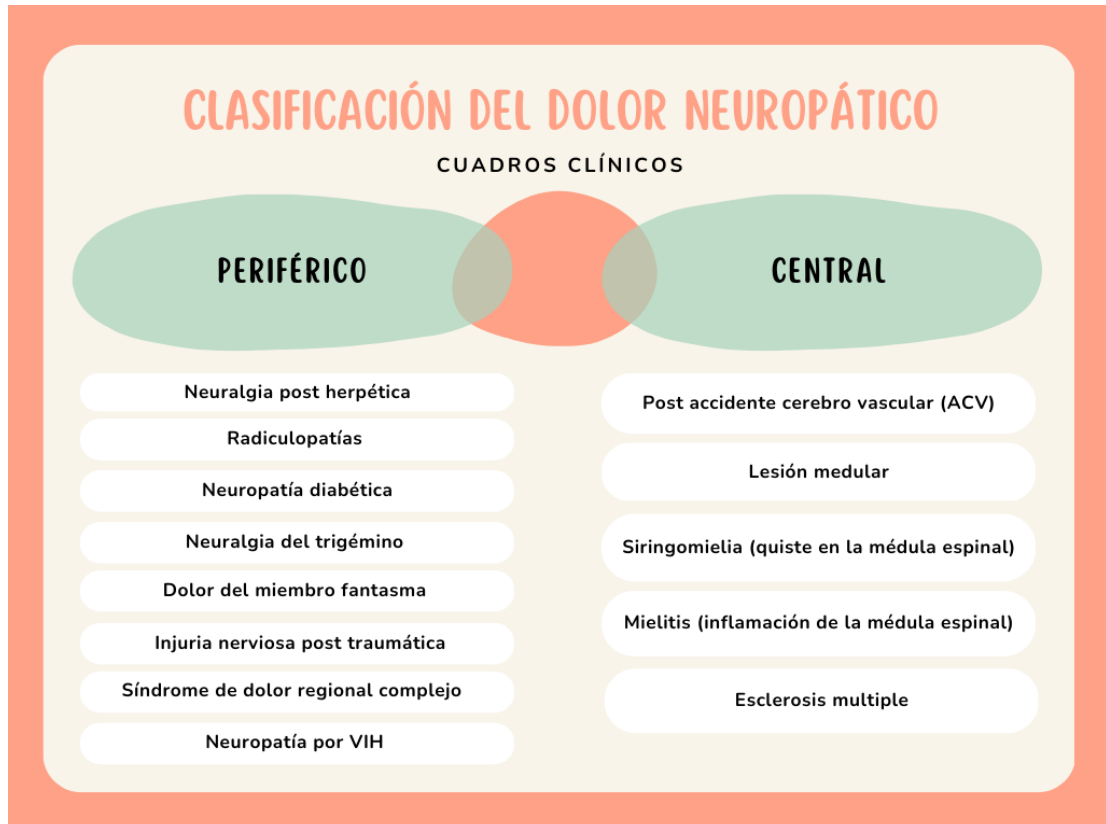 CLASIFICACIÓN DEL DOLOR NEUROPÁTICO
CUADROS CLÍNICOS
PERIFÉRICO
Neuralgia post herpética
Radiculopatías
Neuropatía diabética
Neuralgia del trigémino
Dolor del miembro fantasma
Injuria nerviosa post traumática
Síndrome de dolor regional complejo
Neuropatía por VIH
CENTRAL
Post accidente cerebro vascular (ACV)
Lesión medular
Siringomielia (quiste en la médula espinal)
Mielitis (inflamación de la médula espinal)
Esclerosis multiple